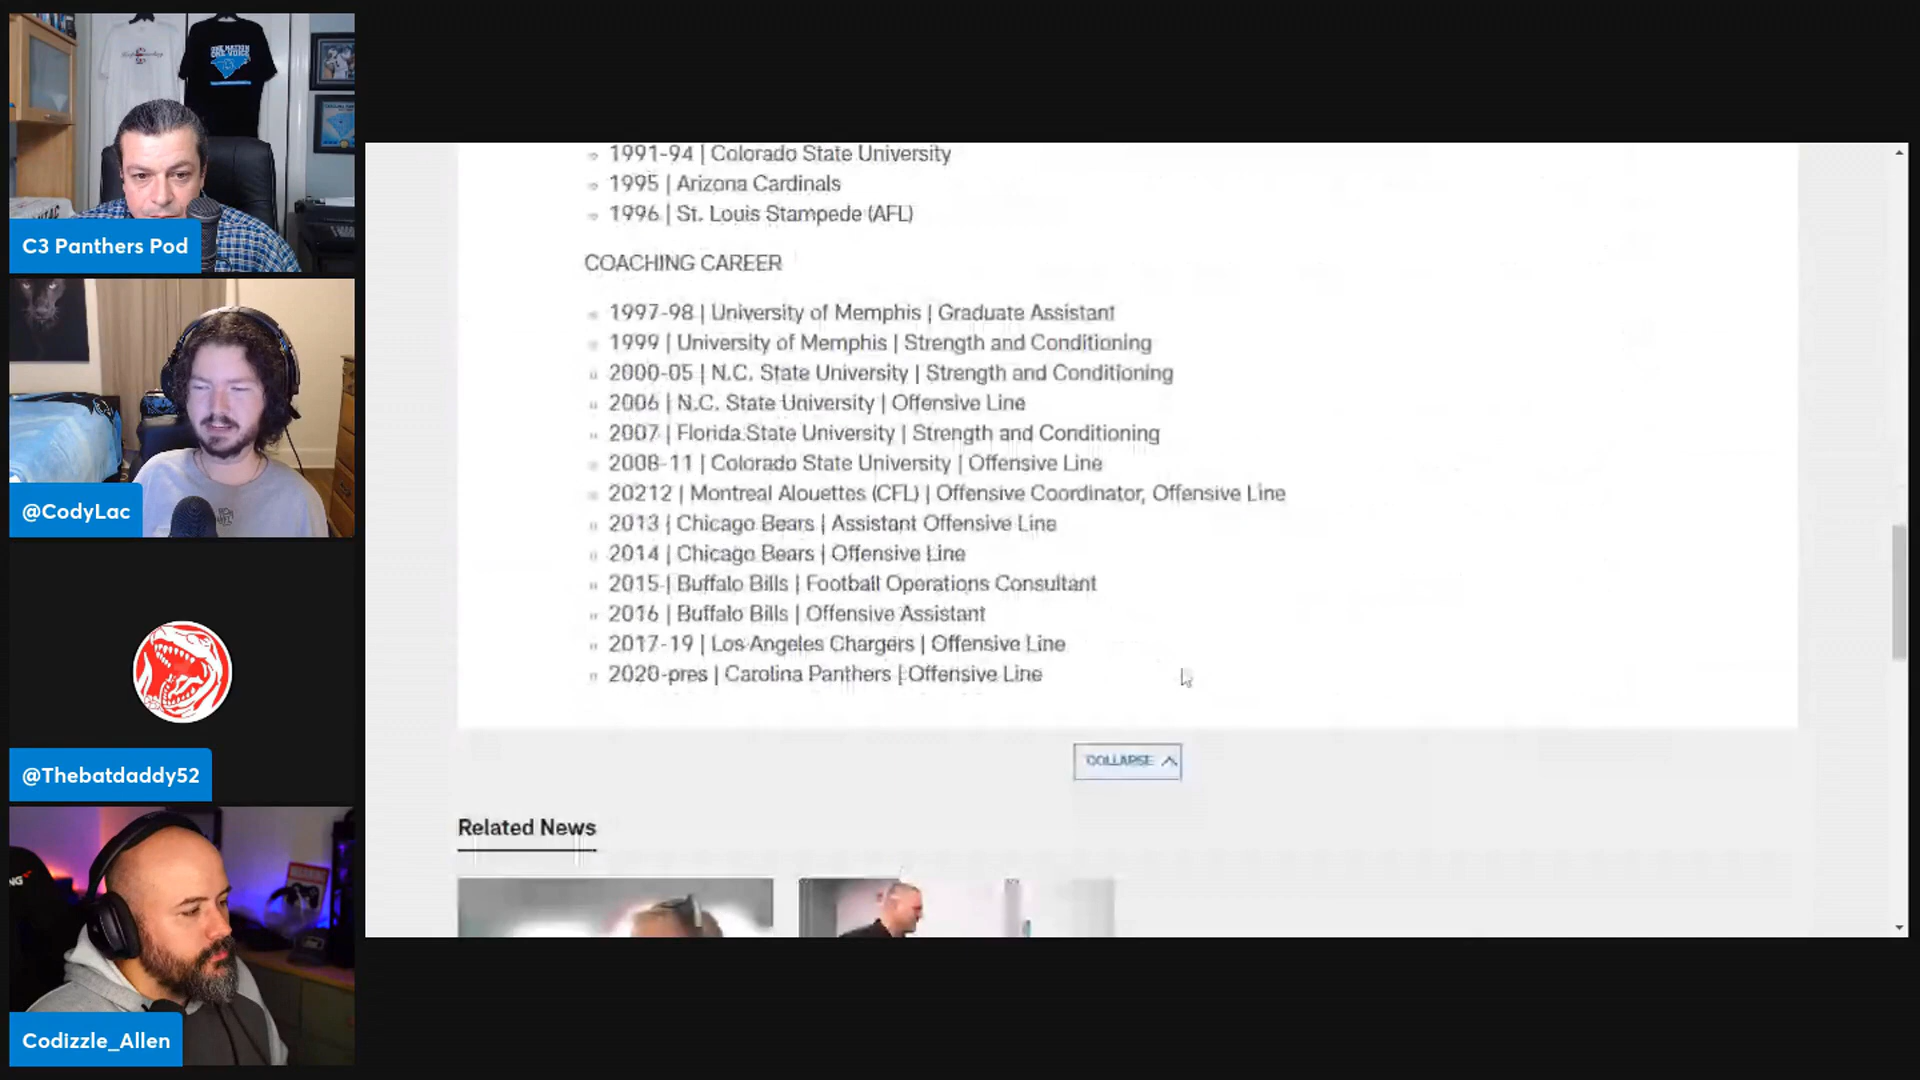 ONE NATION
ONE VOICE
C3 Panthers Pod
@CodyLac
@Thebatdaddy52
Codizzle_Allen
1991-94 | Colorado State University
1995 | Arizona Cardinals
1996 | St. Louis Stampede (AFL)
COACHING CAREER
1997-98 | University of Memphis | Graduate Assistant
1999 | University of Memphis | Strength and Conditioning
2000-05 | N.C. State University | Strength and Conditioning
2006 | N.C. State University | Offensive Line
2007 | Florida State University | Strength and Conditioning
2008-11 | Colorado State University | Offensive Line
20212 | Montreal Alouettes (CFL) | Offensive Coordinator, Offensive Line
2013 | Chicago Bears | Assistant Offensive Line
2014 | Chicago Bears | Offensive Line
2015 | Buffalo Bills | Football Operations Consultant
2016 | Buffalo Bills | Offensive Assistant
2017-19 | Los Angeles Chargers | Offensive Line
2020-pres | Carolina Panthers | Offensive Line
COLLAPSE
Related News